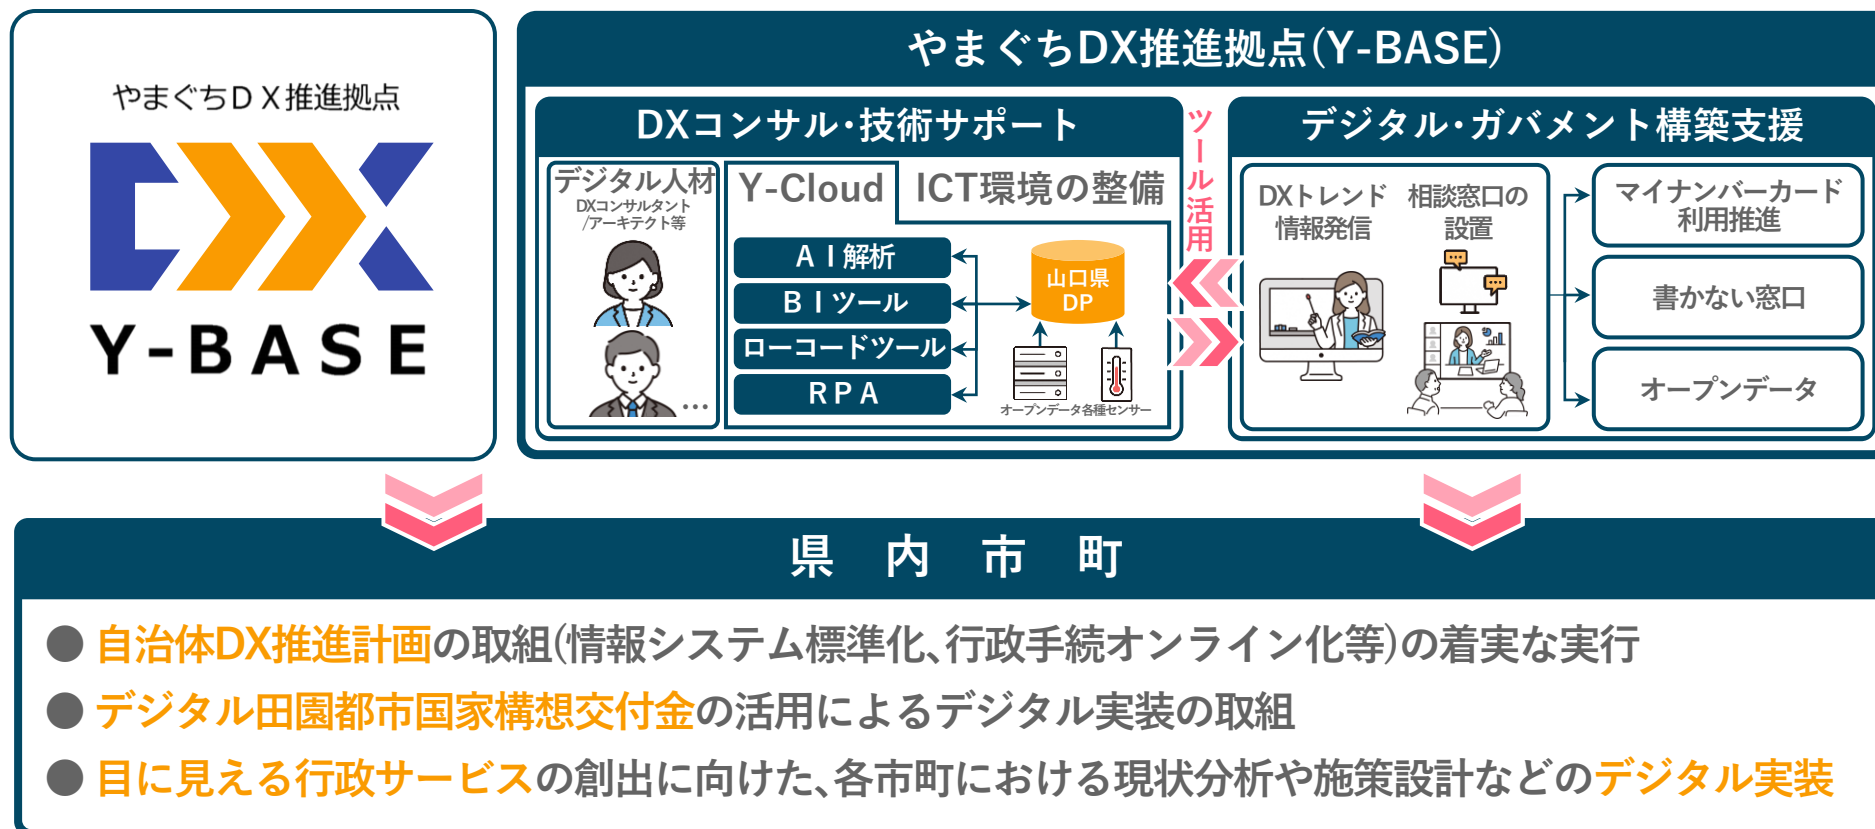 やまぐちDX推進拠点
Y-BASE
やまぐちDX推進拠点(Y-BASE)
DXコンサル・技術サポート
デジタル人材
DXコンサルタント
/アーキテクト等
…
Y-Cloud
ICT環境の整備
AI解析
BIツール
ローコードツール
RPA
山口県
DP
オープンデータ
各種センサー
ツール活用
デジタル・ガバメント構築支援
DXトレンド
情報発信
相談窓口の
設置
マイナンバーカード
利用推進
書かない窓口
オープンデータ
県内市町
● 自治体DX推進計画の取組(情報システム標準化、行政手続オンライン化等)の着実な実行
● デジタル田園都市国家構想交付金の活用によるデジタル実装の取組
● 目に見える行政サービスの創出に向けた、各市町における現状分析や施策設計などのデジタル実装